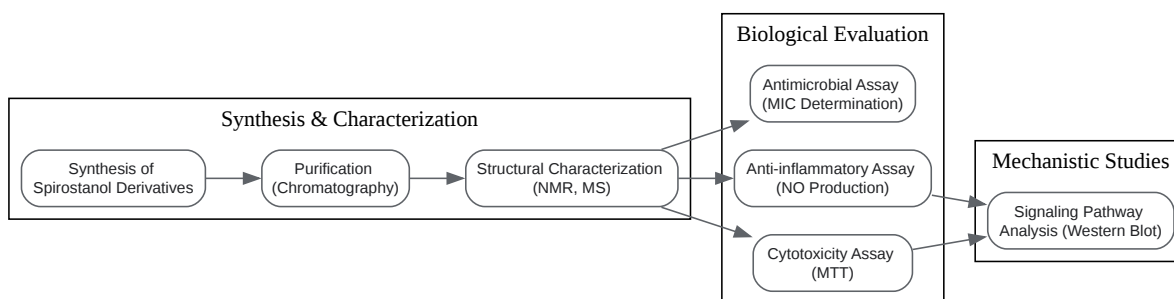 Synthesis & Characterization
Synthesis of
Spirostanol Derivatives
Purification
(Chromatography)
Structural Characterization
(NMR, MS)
Biological Evaluation
Antimicrobial Assay
(MIC Determination)
Anti-inflammatory Assay
(NO Production)
Cytotoxicity Assay
(MTT)
Mechanistic Studies
Signaling Pathway
Analysis (Western Blot)